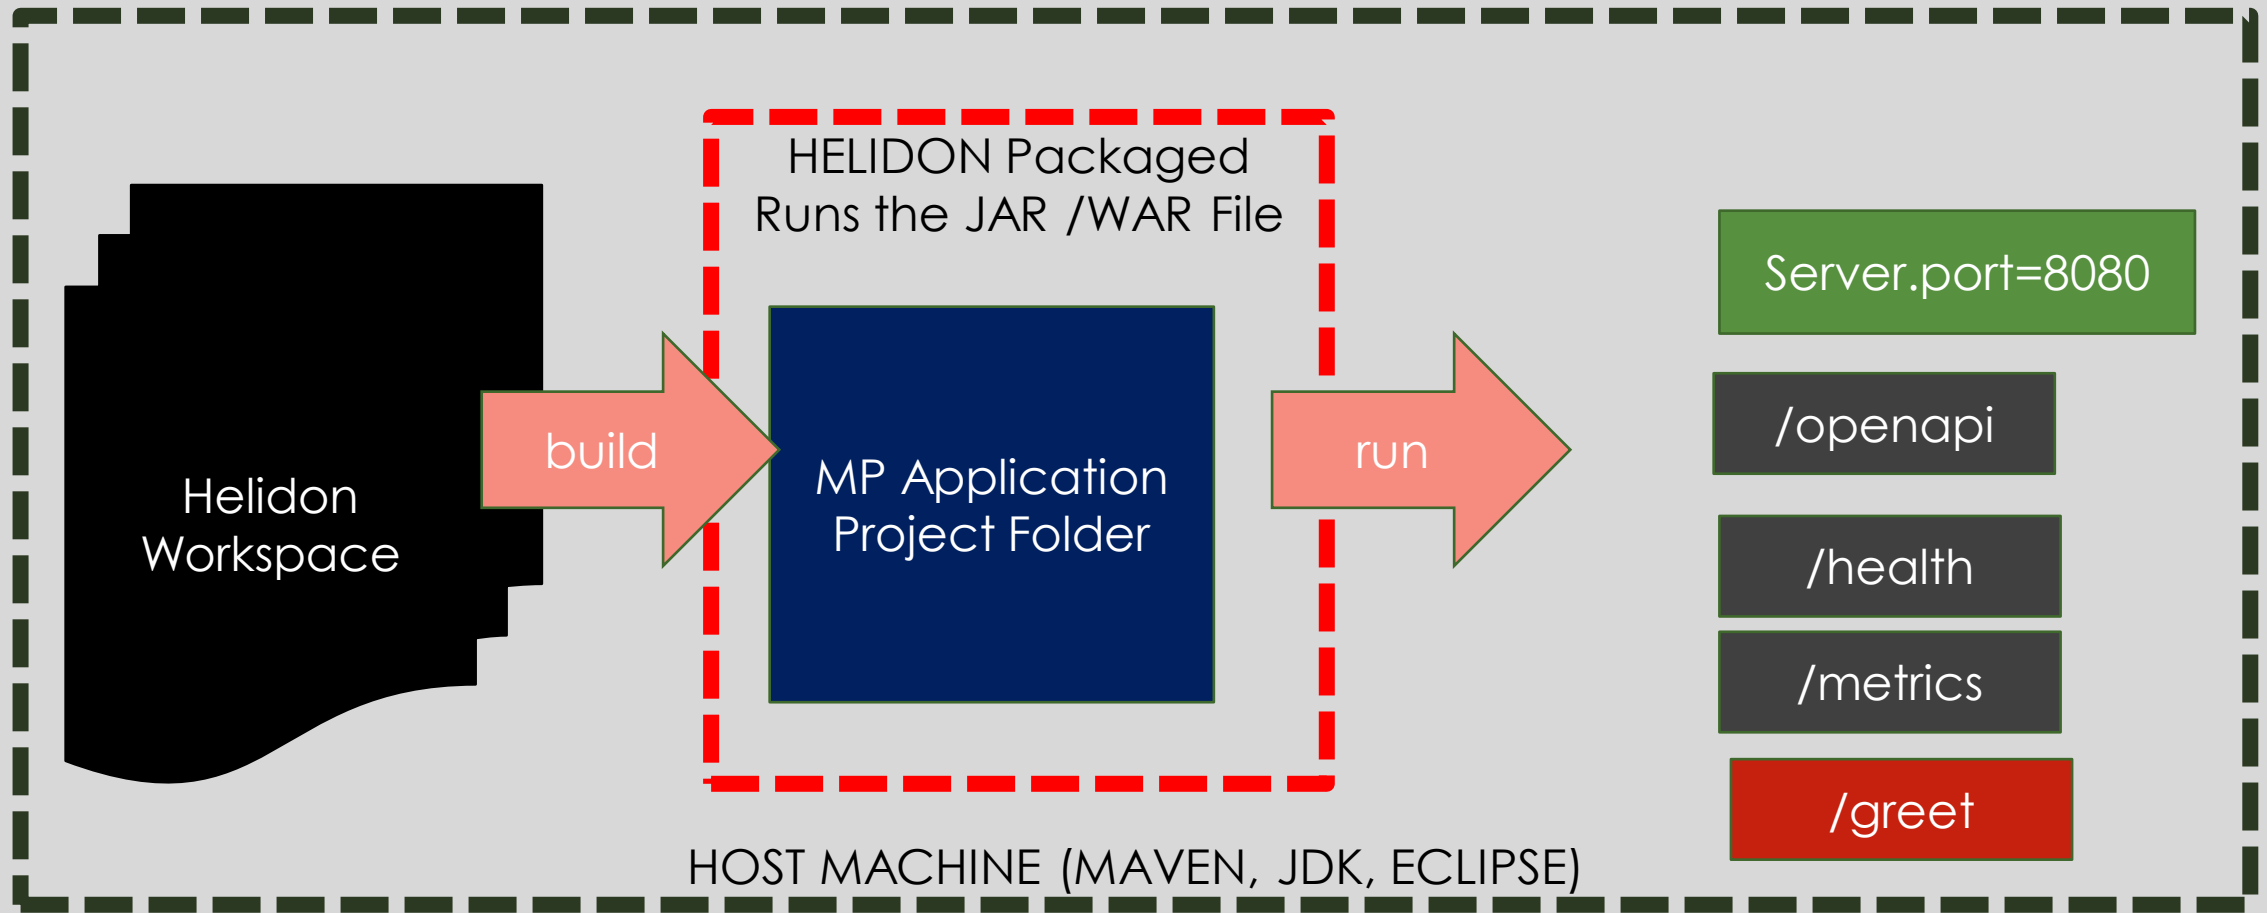 HELIDON Packaged
Runs the JAR /WAR File
Helidon
Workspace
build
MP Application
Project Folder
run
Server.port=8080
/openapi
/health
/metrics
/greet
HOST MACHINE (MAVEN, JDK, ECLIPSE)